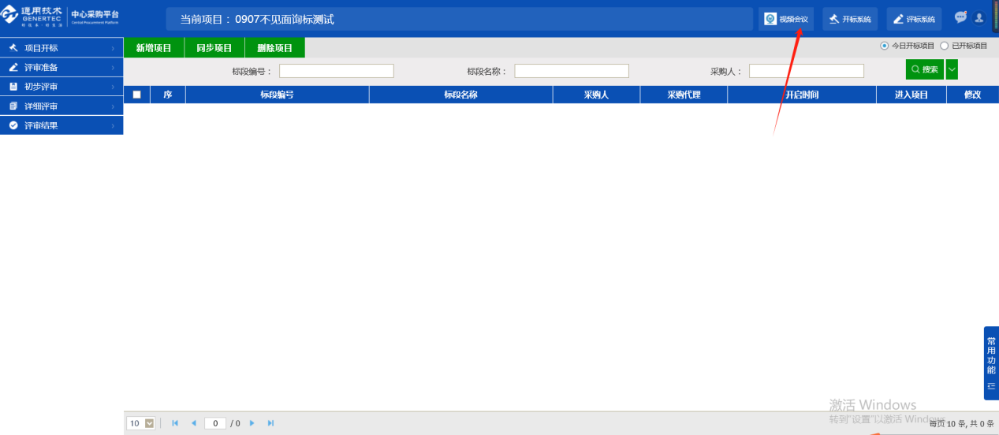 通用技术
GENERTEC
好技术·好生活
中心采购平台
Central Procurement Platform
当前项目： 0907不见面询标测试
视频会议
开标系统
评标系统
项目开标
评审准备
初步评审
详细评审
评审结果
新增项目 同步项目 删除项目
今日开标项目 已开标项目
标段编号： 标段名称： 采购人： 搜索
序 标段编号 标段名称 采购人 采购代理 开启时间 进入项目 修改
常用功能
激活 Windows
转到"设置"以激活 Windows。
10 0 / 0
每页 10 条, 共 0 条